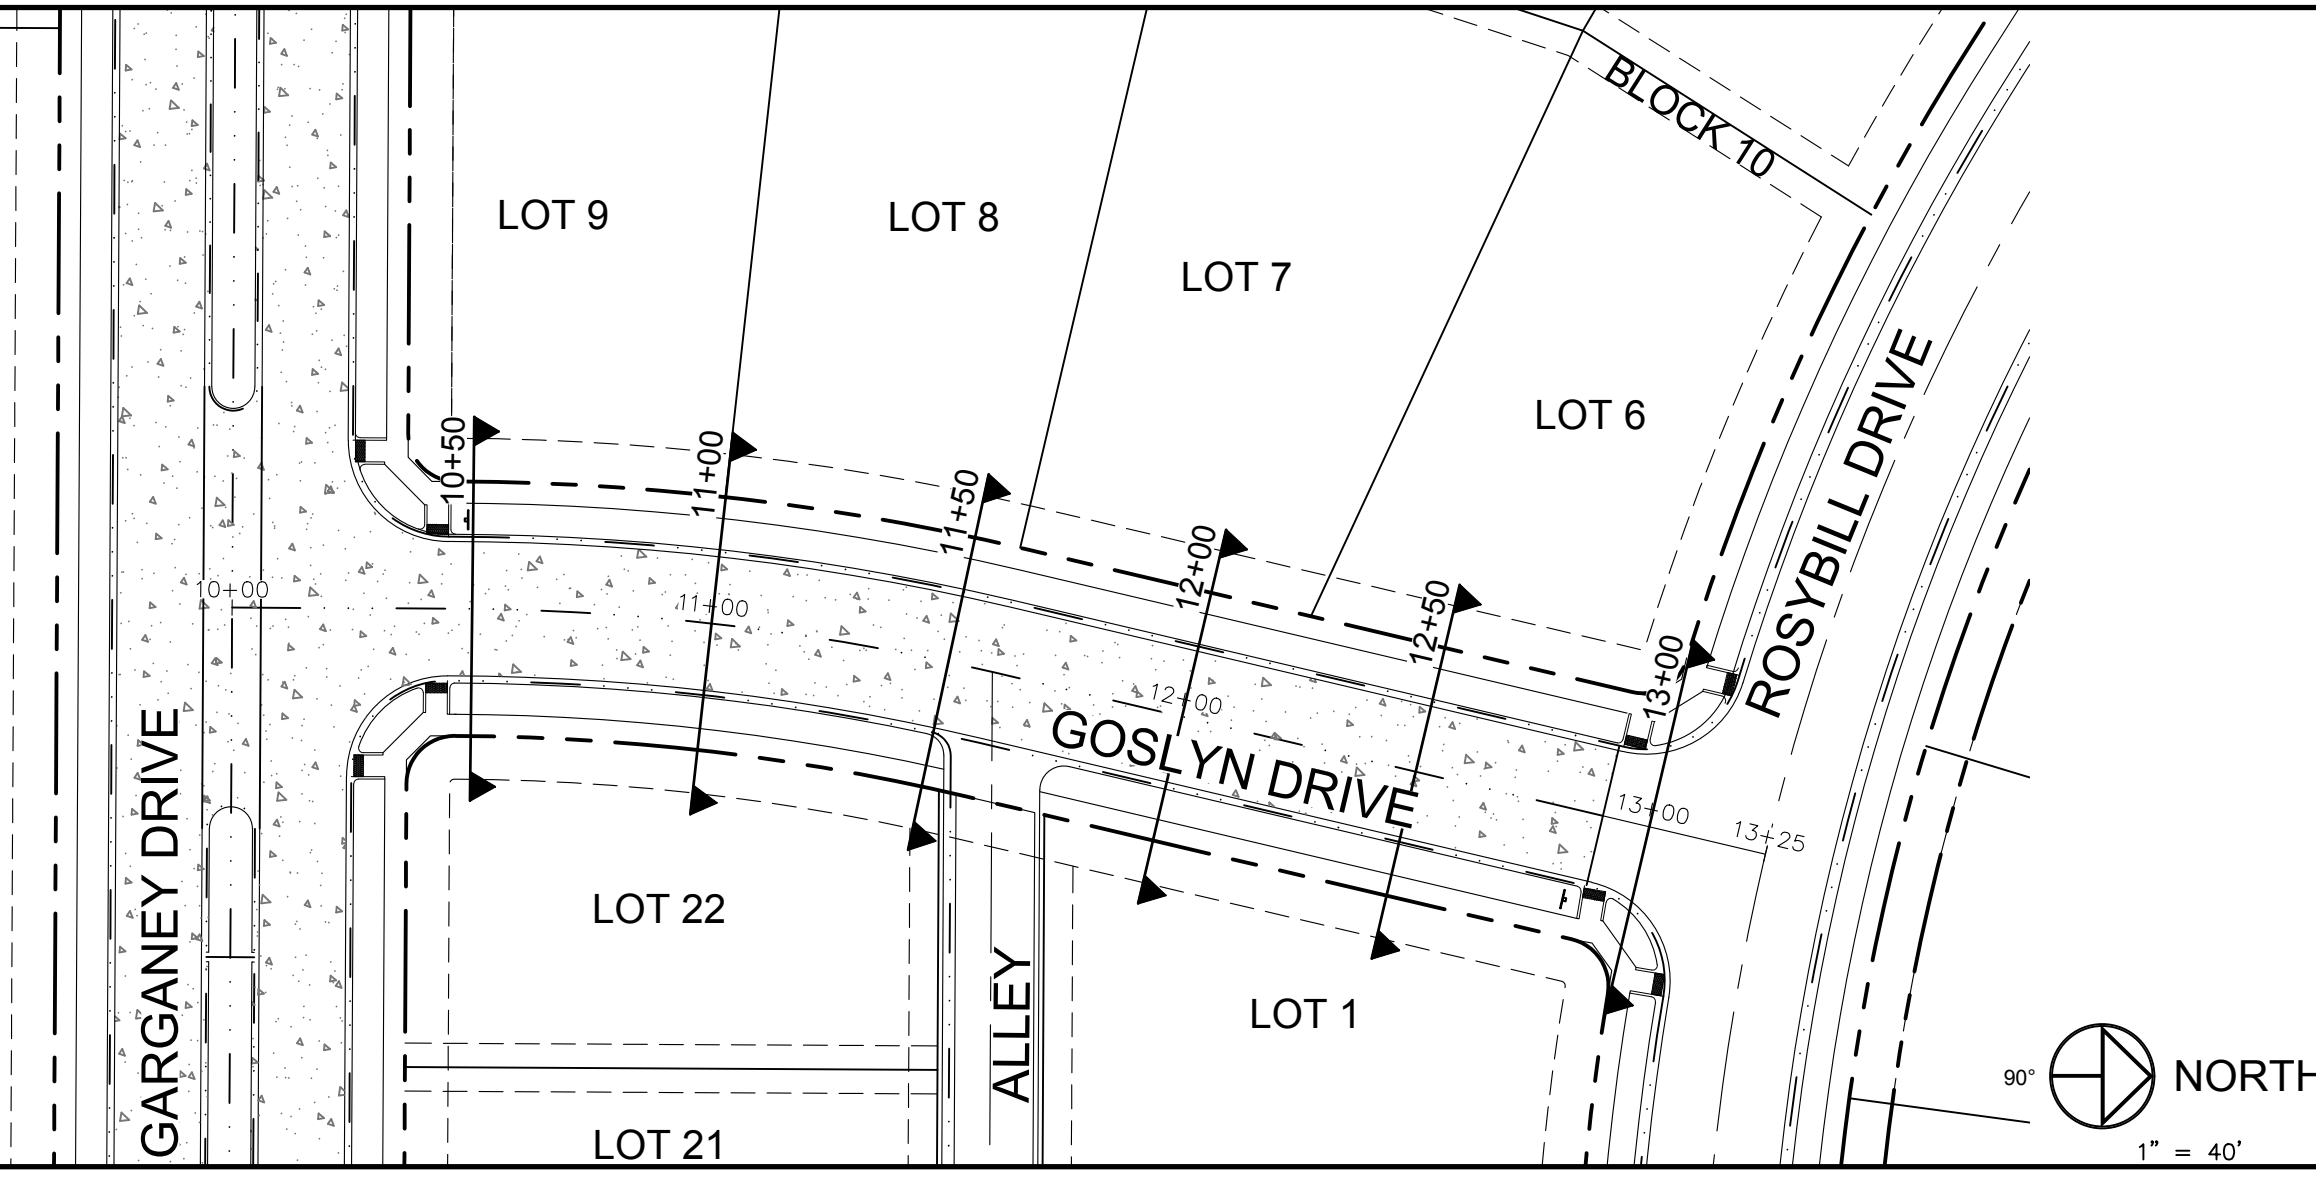 BLOCK 10
LOT 9
LOT 8
LOT 7
LOT 6
ROSYBILL DRIVE
10+50
11+00
11+50
12+00
12+50
13+00
10+00
11+00
12+00
13+00
13+25
GOSLYN DRIVE
GARGANEY DRIVE
LOT 22
ALLEY
LOT 1
LOT 21
90°
NORTH
1" = 40'